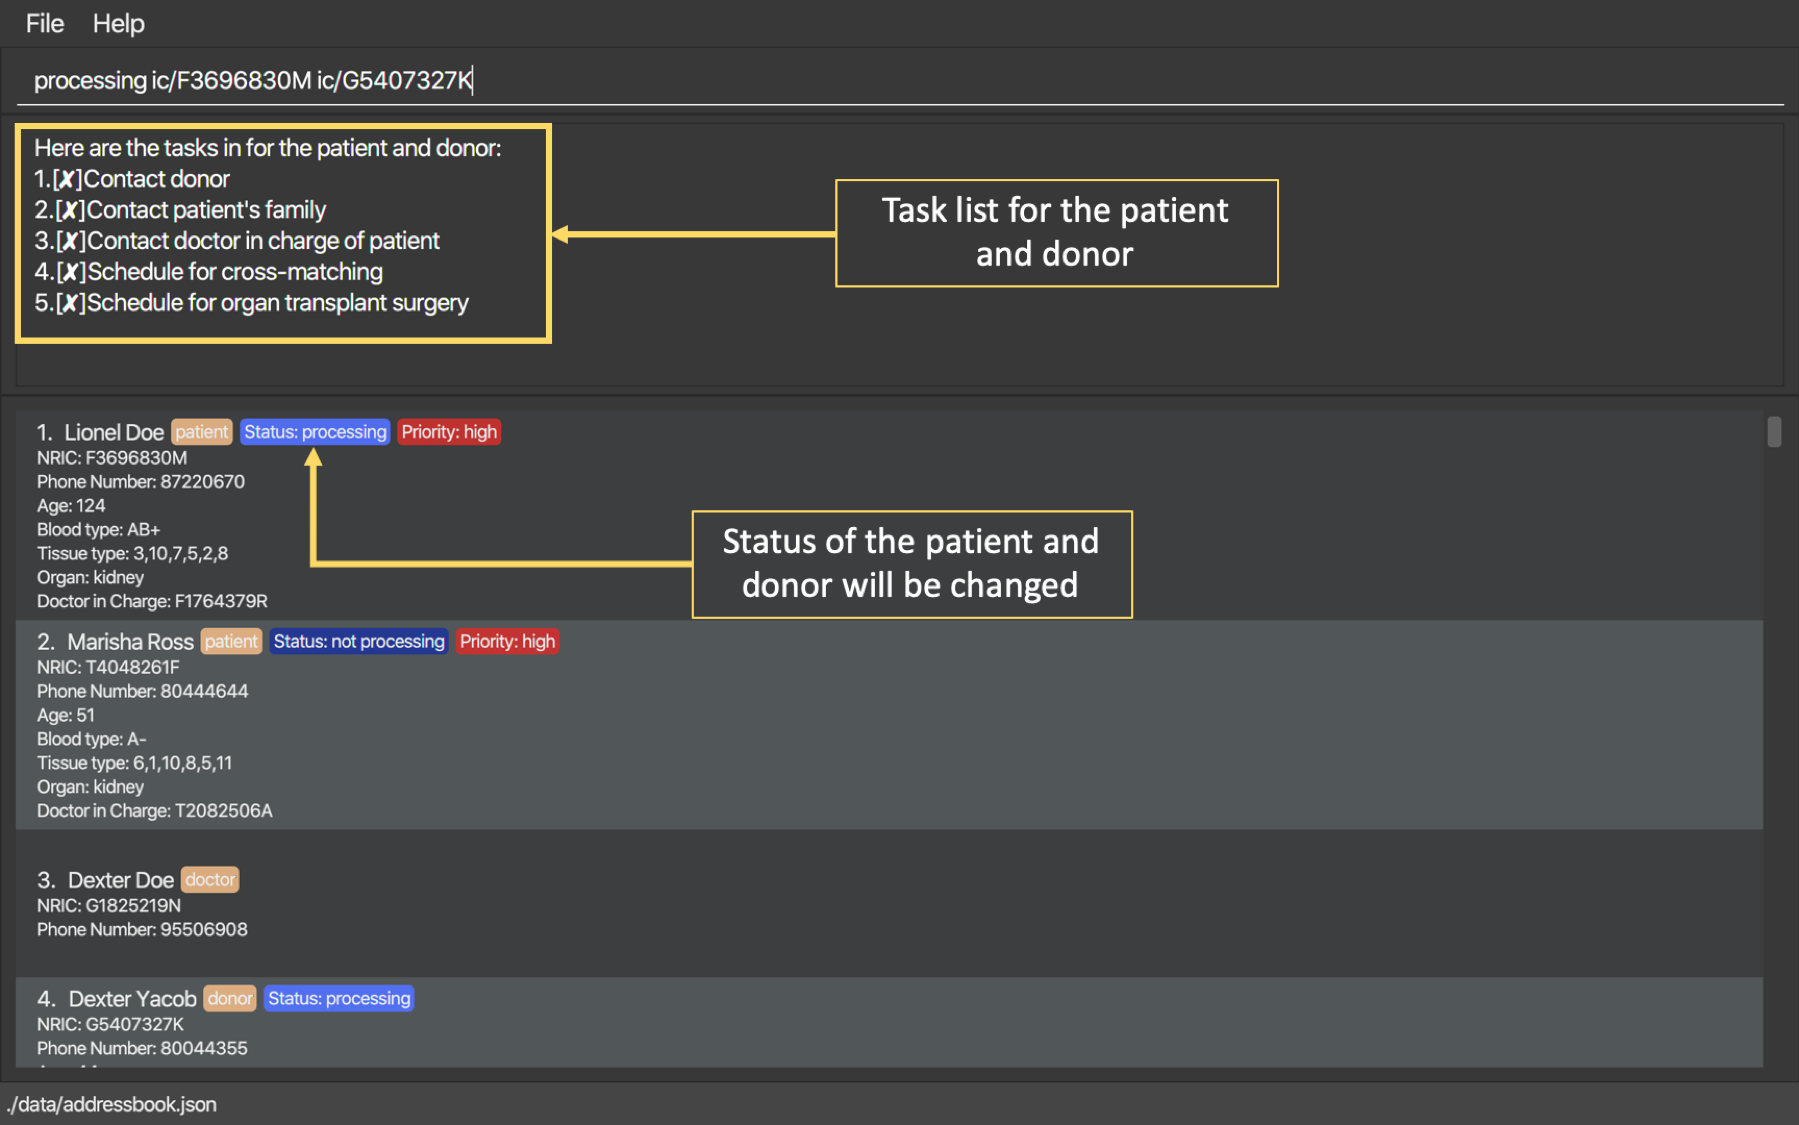 File Help
processing ic/F3696830M ic/G5407327K
Here are the tasks in for the patient and donor:
1.[✘]Contact donor
2.[✘]Contact patient's family
3.[✘]Contact doctor in charge of patient
4.[✘]Schedule for cross-matching
5.[✘]Schedule for organ transplant surgery
Task list for the patient
and donor
1. Lionel Doe patient Status: processing Priority: high
NRIC: F3696830M
Phone Number: 87220670
Age: 124
Blood type: AB+
Tissue type: 3,10,7,5,2,8
Organ: kidney
Doctor in Charge: F1764379R
Status of the patient and
donor will be changed
2. Marisha Ross patient Status: not processing Priority: high
NRIC: T4048261F
Phone Number: 80444644
Age: 51
Blood type: A-
Tissue type: 6,1,10,8,5,11
Organ: kidney
Doctor in Charge: T2082506A
3. Dexter Doe doctor
NRIC: G1825219N
Phone Number: 95506908
4. Dexter Yacob donor Status: processing
NRIC: G5407327K
Phone Number: 80044355
./data/addressbook.json